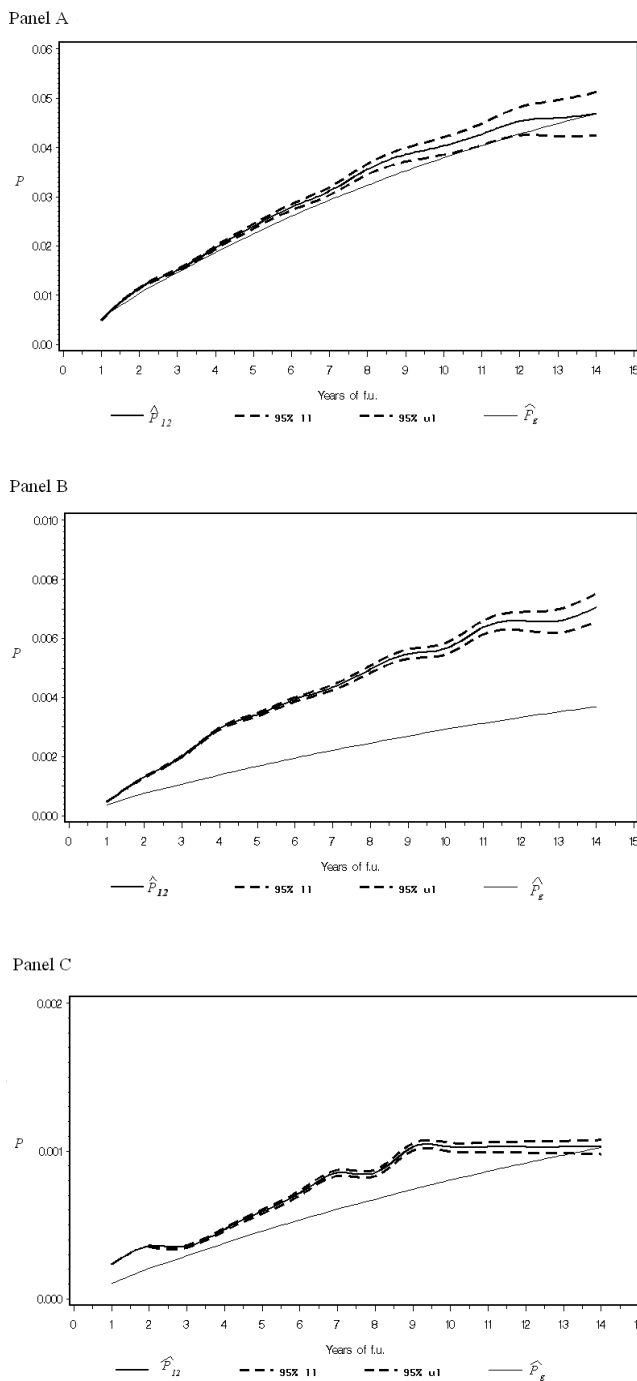 Panel A
0.06
0.05
0.04
P
0.03
0.02
0.01
0.00
0 1 2 3 4 5 6 7 8 9 10 11 12 13 14 15
Years of f.u.
P̂12 95% ll 95% ul P̂g
Panel B
0.010
0.008
0.006
P
0.004
0.002
0.000
0 1 2 3 4 5 6 7 8 9 10 11 12 13 14 15
Years of f.u.
P̂12 95% ll 95% ul P̂g
Panel C
0.002
P
0.001
0.000
0 1 2 3 4 5 6 7 8 9 10 11 12 13 14 1
Years of f.u.
P̂12 95% ll 95% ul P̂g